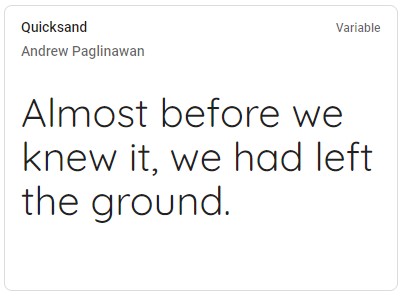 Quicksand
Variable
Andrew Paglinawan
Almost before we
knew it, we had left
the ground.